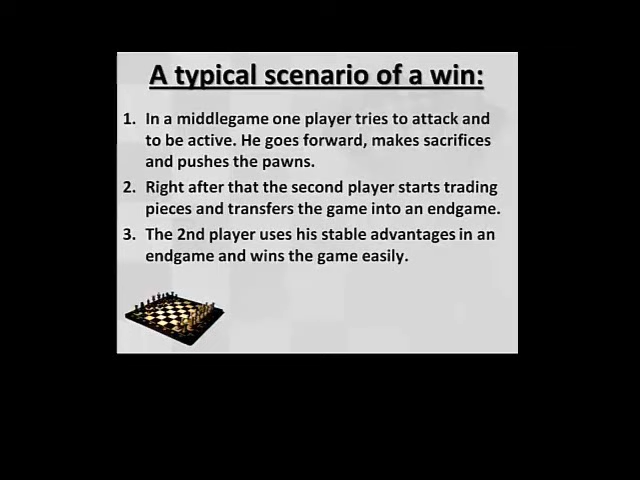 A typical scenario of a win:
1. In a middlegame one player tries to attack and
to be active. He goes forward, makes sacrifices
and pushes the pawns.
2. Right after that the second player starts trading
pieces and transfers the game into an endgame.
3. The 2nd player uses his stable advantages in an
endgame and wins the game easily.